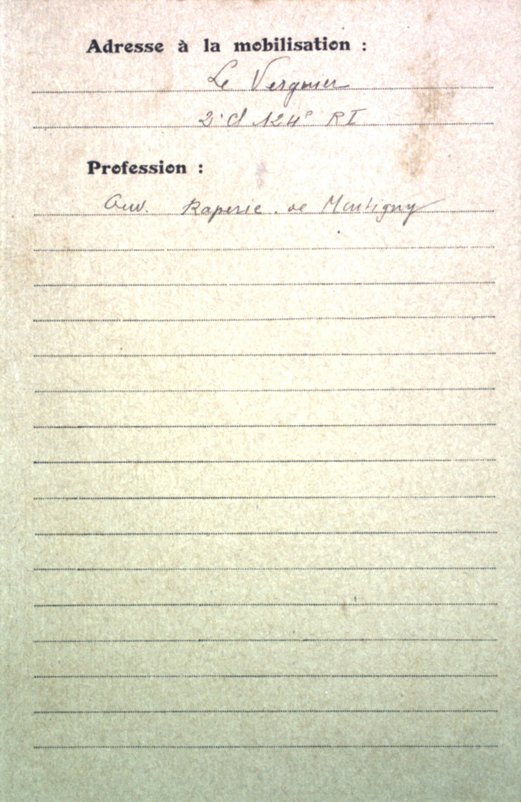 Adresse à la mobilisation :
Le Verguier
2e cl 124e RI
Profession :
Ouv. Raperie de Montigny